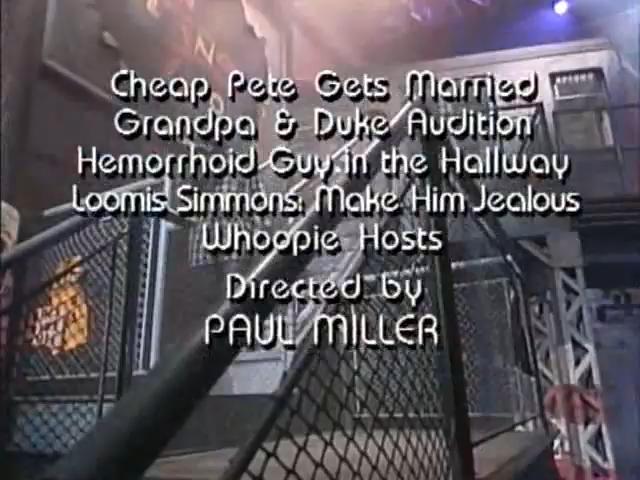 Cheap Pete Gets Married
Grandpa & Duke Audition
Hemorrhoid Guy in the Hallway
Loomis Simmons: Make Him Jealous
Whoopie Hosts
Directed by
PAUL MILLER